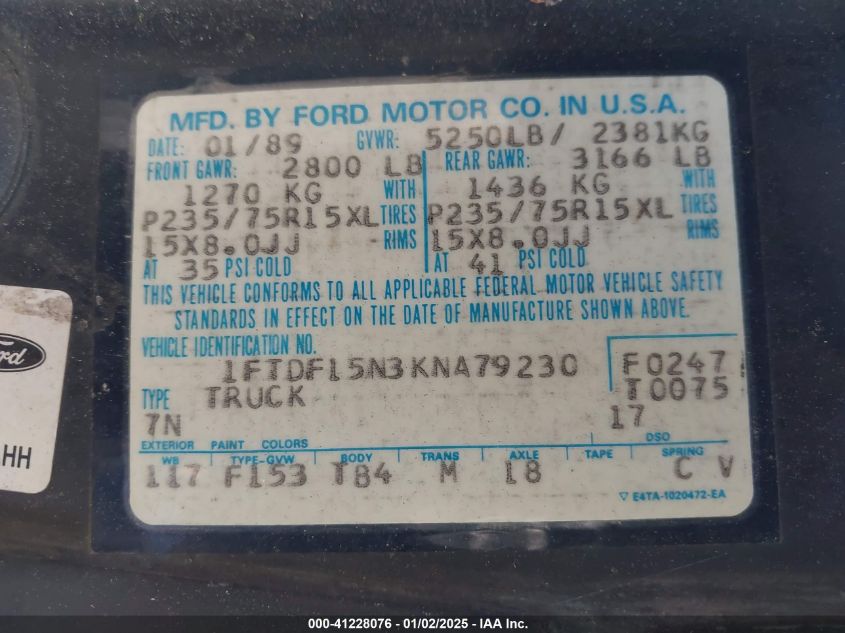 MFD. BY FORD MOTOR CO. IN U.S.A.
DATE: 01/89 GVWR: 5250LB/ 2381KG
FRONT GAWR: 2800 LB REAR GAWR: 3166 LB
1270 KG WITH 1436 KG WITH
P235/75R15XL TIRES P235/75R15XL TIRES
15X8.0JJ RIMS 15X8.0JJ RIMS
AT 35 PSI COLD AT 41 PSI COLD
THIS VEHICLE CONFORMS TO ALL APPLICABLE FEDERAL MOTOR VEHICLE SAFETY
STANDARDS IN EFFECT ON THE DATE OF MANUFACTURE SHOWN ABOVE.
VEHICLE IDENTIFICATION NO.
1FTDF15N3KNA79230 F0247
TYPE TRUCK T0075
7N 17
EXTERIOR PAINT COLORS DSO
WB TYPE-GVW BODY TRANS AXLE TAPE SPRING
117 F153 TB4 M 18 C V
▽ E4TA-1020472-EA
Ford
HH
000-41228076 - 01/02/2025 - IAA Inc.